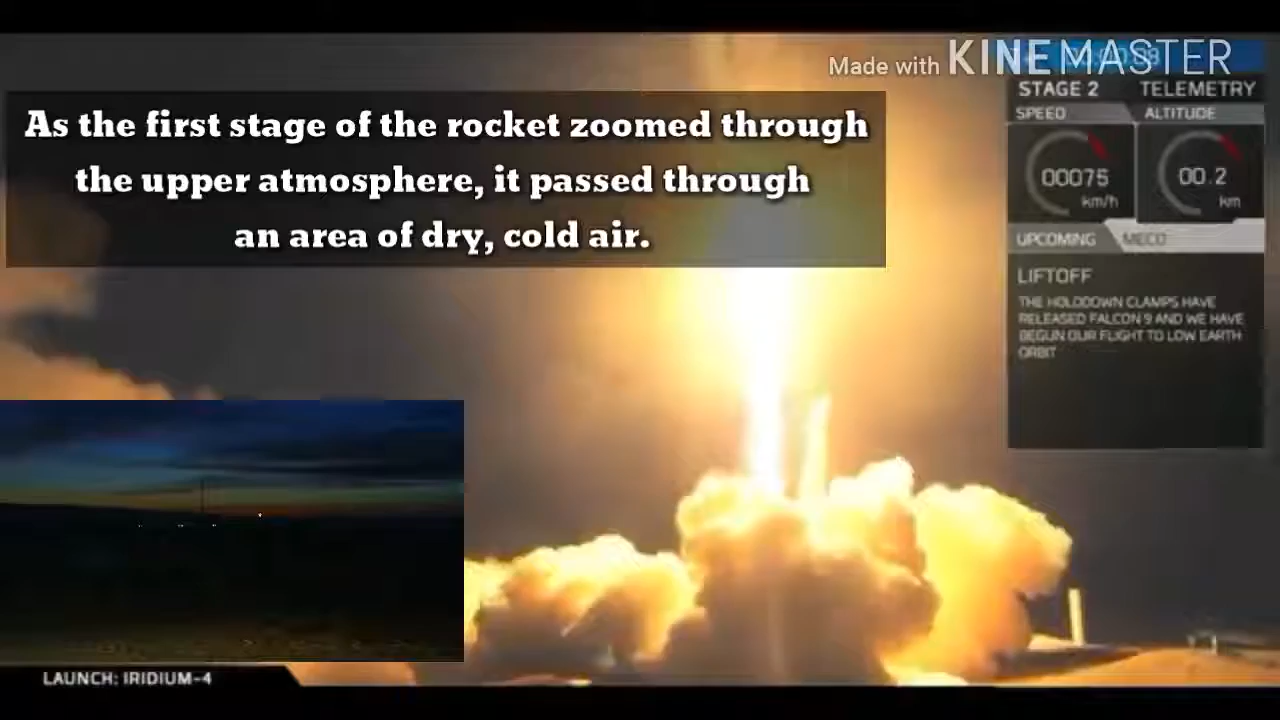 Made with KINEMASTER
As the first stage of the rocket zoomed through
the upper atmosphere, it passed through
an area of dry, cold air.
STAGE 2 TELEMETRY
SPEED ALTITUDE
00075 00.2
km/h km
UPCOMING MECO
LIFTOFF
THE HOLDDOWN CLAMPS HAVE
RELEASED FALCON 9 AND WE HAVE
BEGUN OUR FLIGHT TO LOW EARTH
ORBIT
LAUNCH: IRIDIUM-4